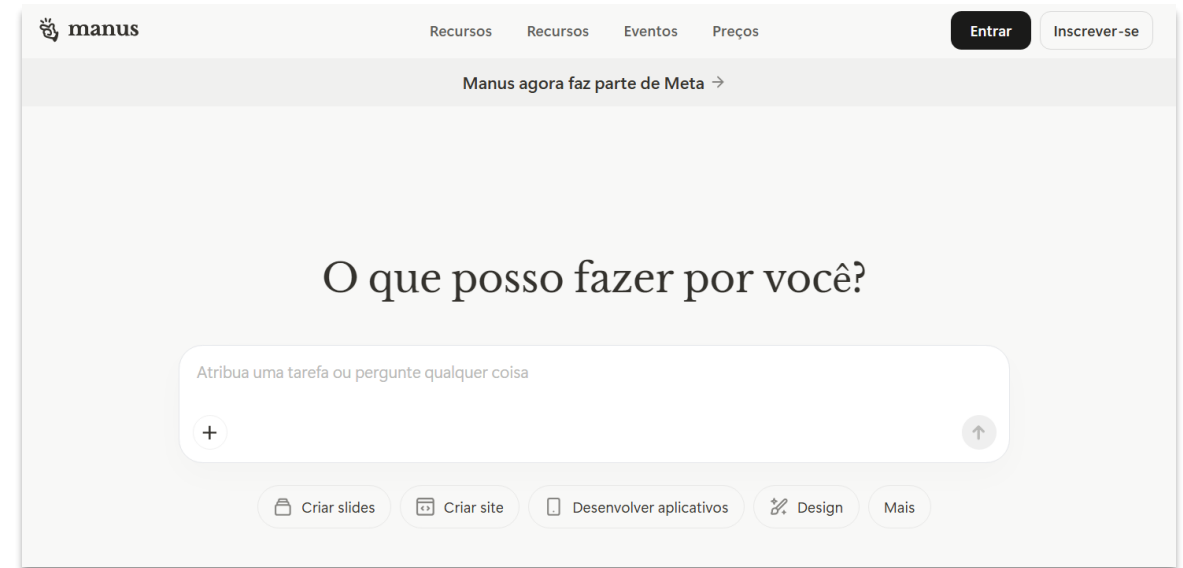 manus
Recursos Recursos Eventos Preços
Entrar Inscrever-se
Manus agora faz parte de Meta →
O que posso fazer por você?
Atribua uma tarefa ou pergunte qualquer coisa
Criar slides Criar site Desenvolver aplicativos Design Mais